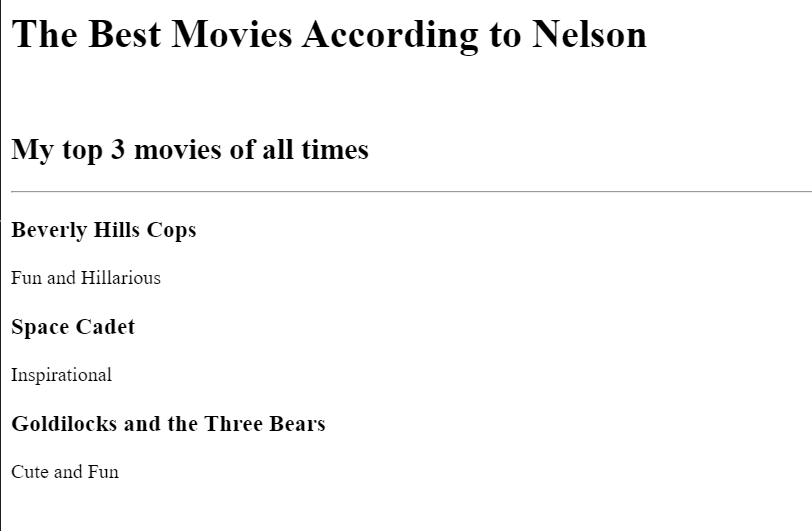 The Best Movies According to Nelson
My top 3 movies of all times
Beverly Hills Cops
Fun and Hillarious
Space Cadet
Inspirational
Goldilocks and the Three Bears
Cute and Fun